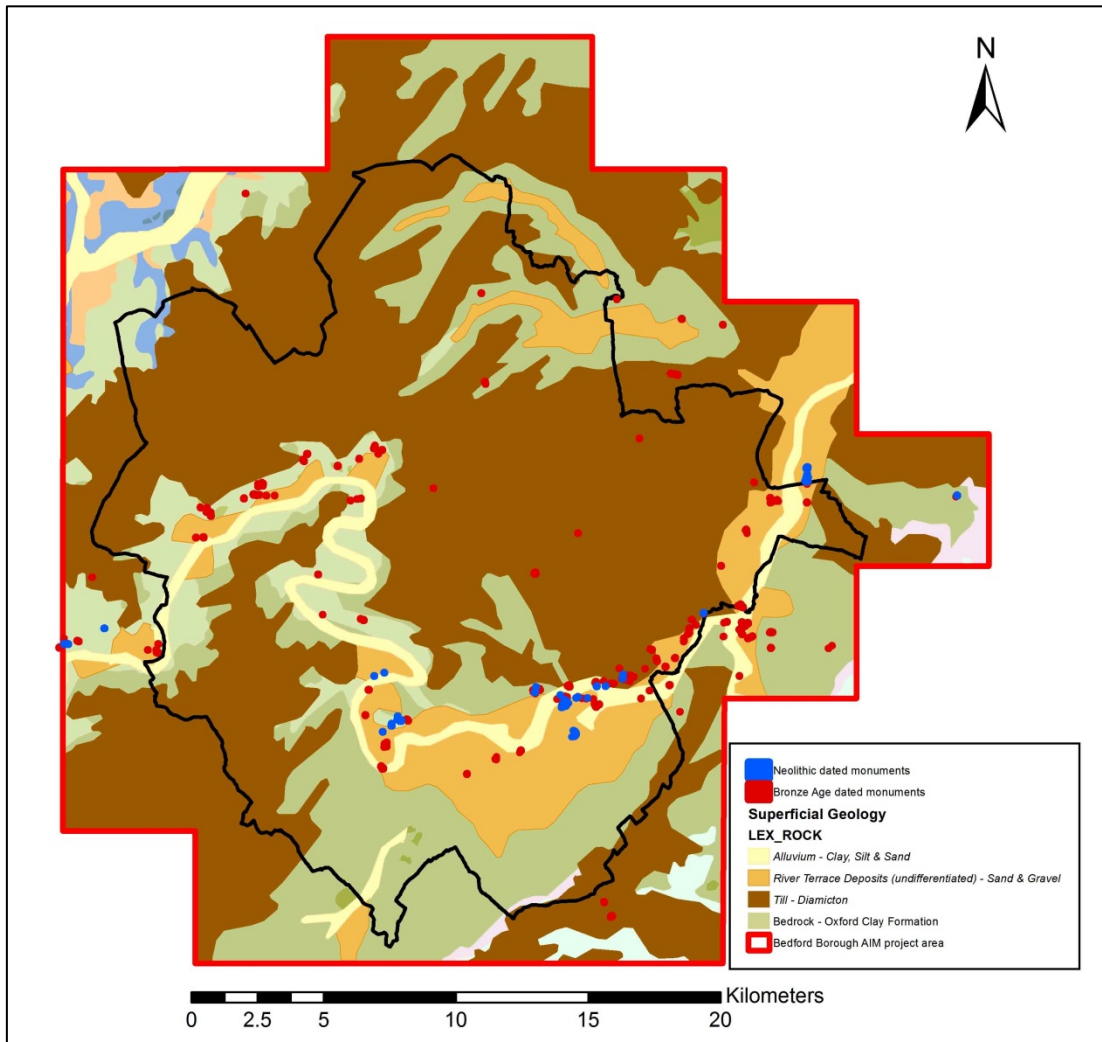 N
Neolithic dated monuments
Bronze Age dated monuments
Superficial Geology
LEX_ROCK
Alluvium - Clay, Silt & Sand
River Terrace Deposits (undifferentiated) - Sand & Gravel
Till - Diamicton
Bedrock - Oxford Clay Formation
Bedford Borough AIM project area
Kilometers
0 2.5 5 10 15 20